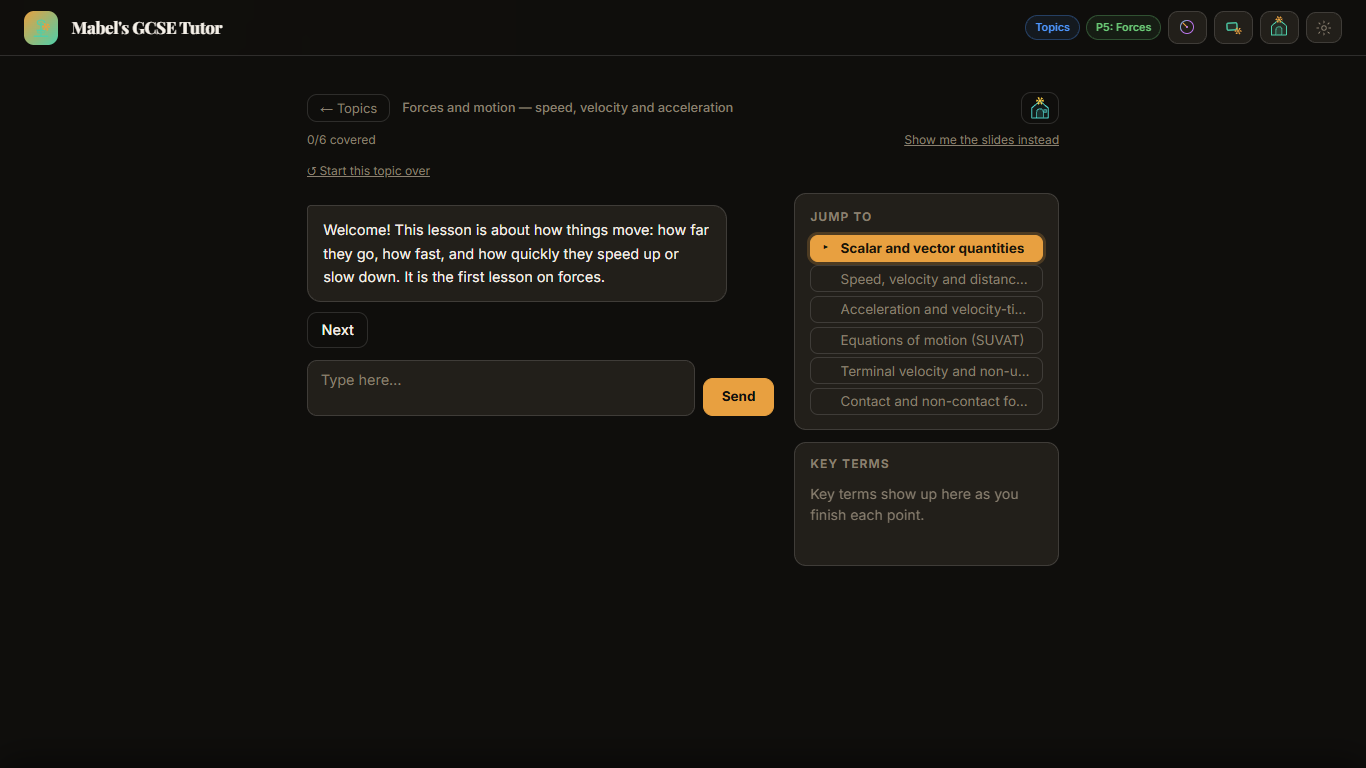 Mabel's GCSE Tutor
Topics
P5: Forces
← Topics
Forces and motion — speed, velocity and acceleration
0/6 covered
Show me the slides instead
↺ Start this topic over
Welcome! This lesson is about how things move: how far
they go, how fast, and how quickly they speed up or
slow down. It is the first lesson on forces.
Next
Type here...
Send
JUMP TO
Scalar and vector quantities
Speed, velocity and distanc...
Acceleration and velocity-ti...
Equations of motion (SUVAT)
Terminal velocity and non-u...
Contact and non-contact fo...
KEY TERMS
Key terms show up here as you
finish each point.